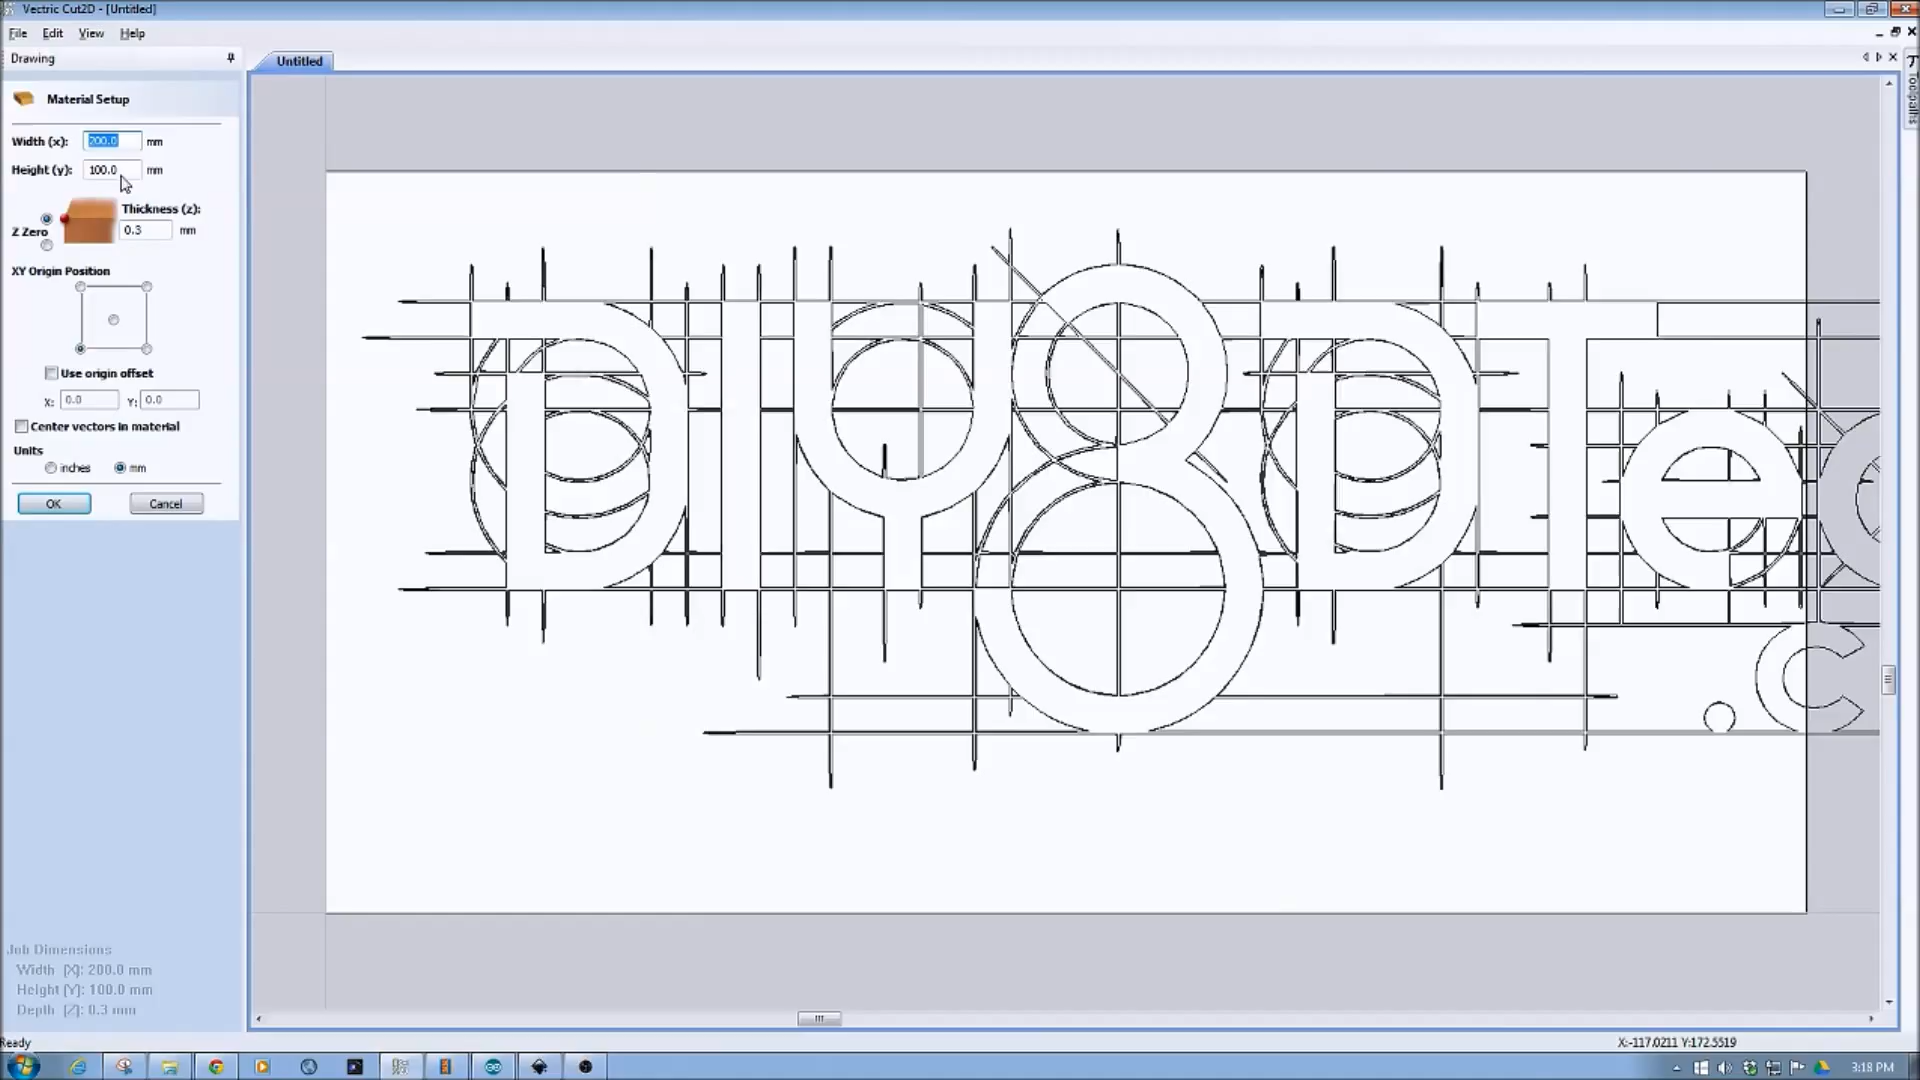 Vectric Cut2D - [Untitled]
File Edit View Help
Drawing
Untitled
Toolpaths
Material Setup
Width (x): 200.0 mm
Height (y): 100.0 mm
Thickness (z):
Z Zero 0.3 mm
XY Origin Position
Use origin offset
X: 0.0 Y: 0.0
Center vectors in material
Units
inches mm
OK Cancel
DIY8DTe
.c
Job Dimensions
Width (X): 200.0 mm
Height (Y): 100.0 mm
Depth (Z): 0.3 mm
Ready
X:-117.0211 Y:172.5519
3:18 PM